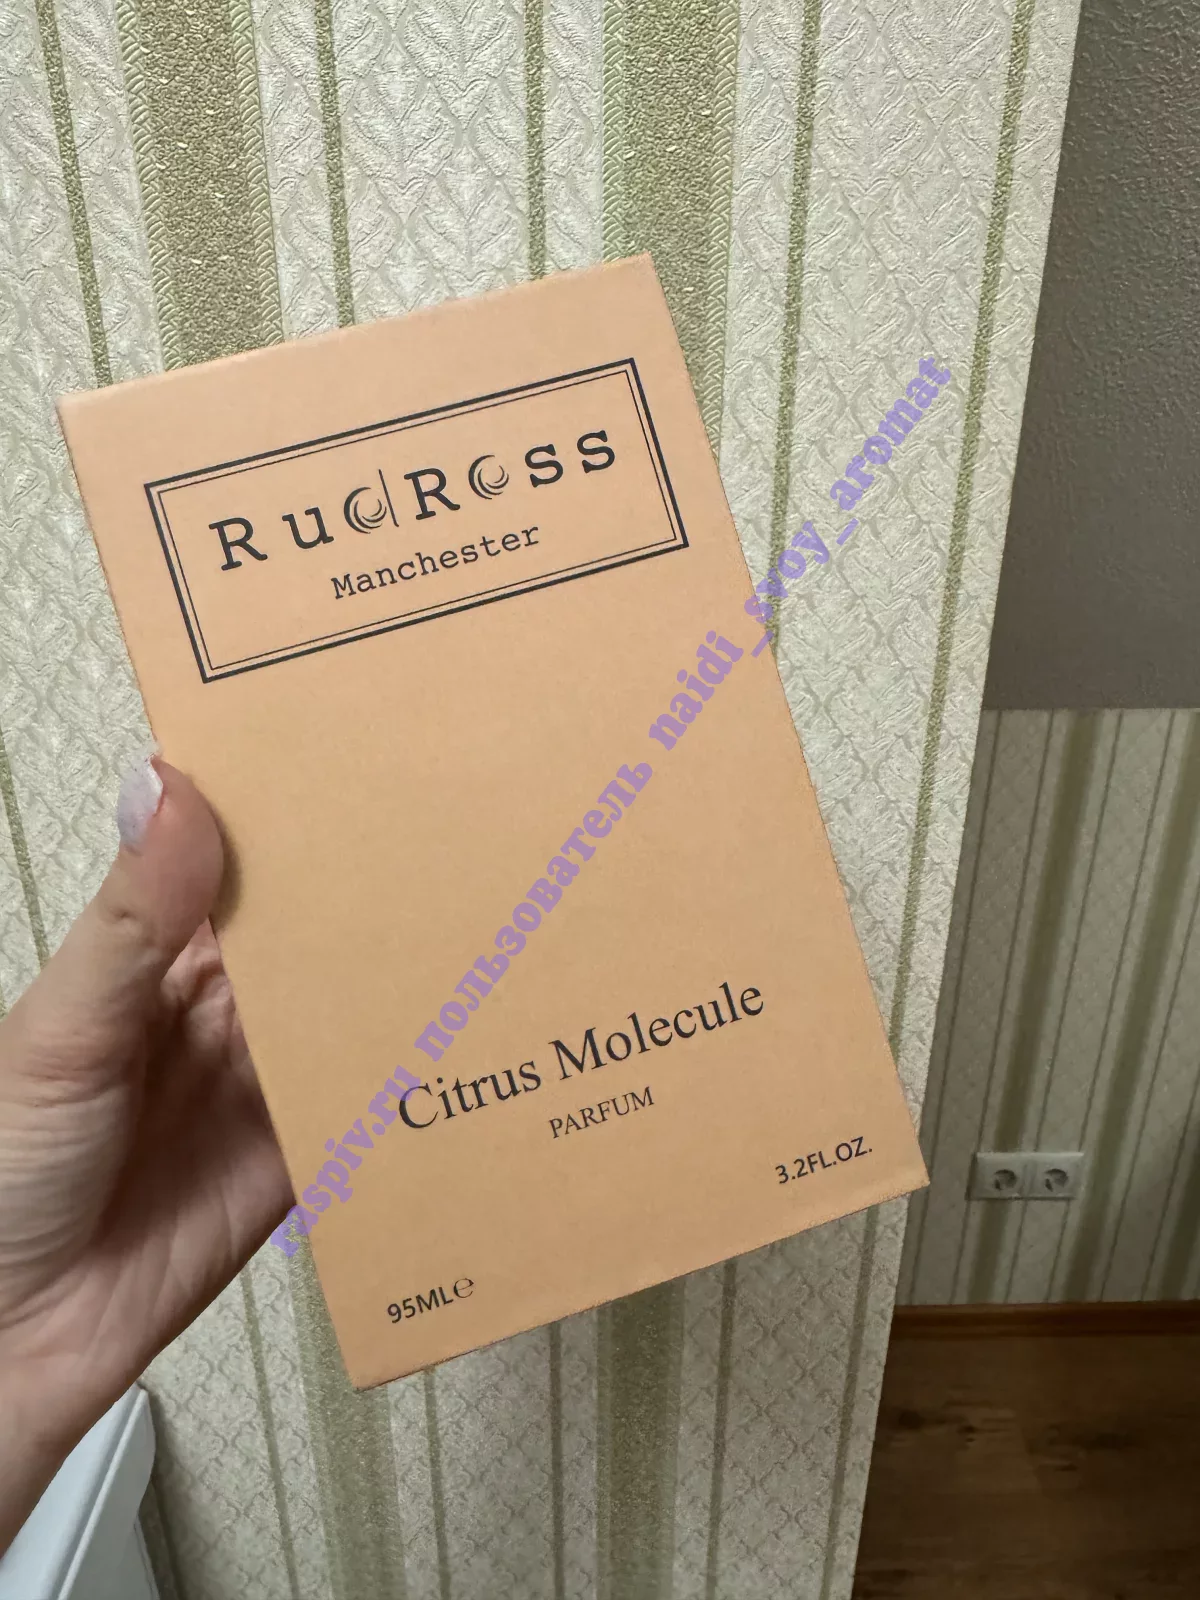 RudRoss
Manchester
Citrus Molecule
PARFUM
3.2FL.OZ.
95ML℮
raspiv.ru пользователь naidi_svoy_aromat